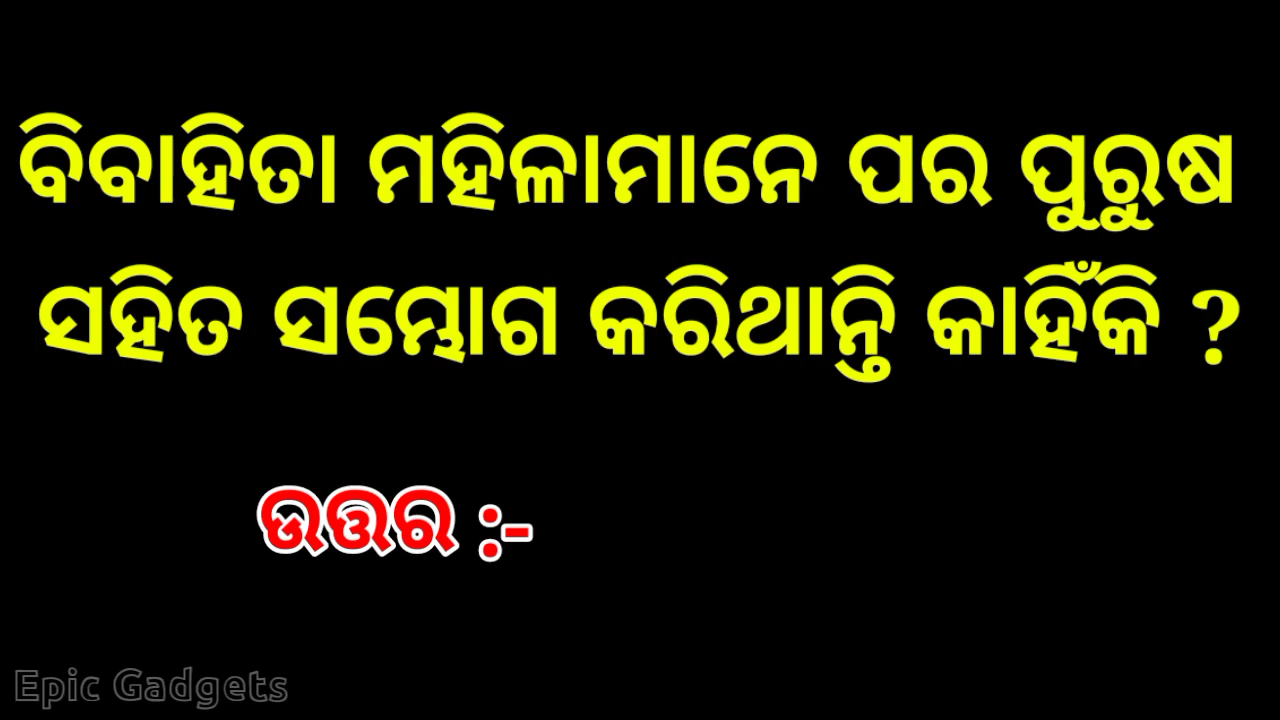 ବିବାହିତା ମହିଳାମାନେ ପର ପୁରୁଷ
ସହିତ ସମ୍ଭୋଗ କରିଥାନ୍ତି କାହିଁକି ?
ଉତ୍ତର :-
Epic Gadgets